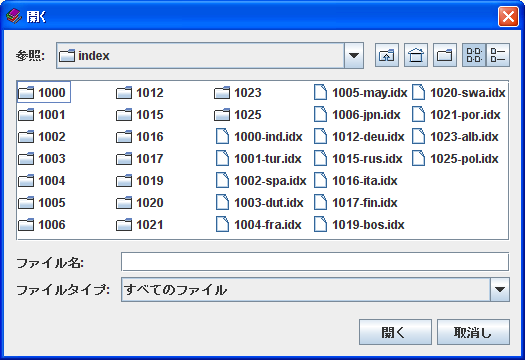 開く
参照: index
1000 1012 1023 1005-may.idx 1020-swa.idx
1001 1015 1025 1006-jpn.idx 1021-por.idx
1002 1016 1000-ind.idx 1012-deu.idx 1023-alb.idx
1003 1017 1001-tur.idx 1015-rus.idx 1025-pol.idx
1004 1019 1002-spa.idx 1016-ita.idx
1005 1020 1003-dut.idx 1017-fin.idx
1006 1021 1004-fra.idx 1019-bos.idx
ファイル名:
ファイルタイプ: すべてのファイル
開く 取消し